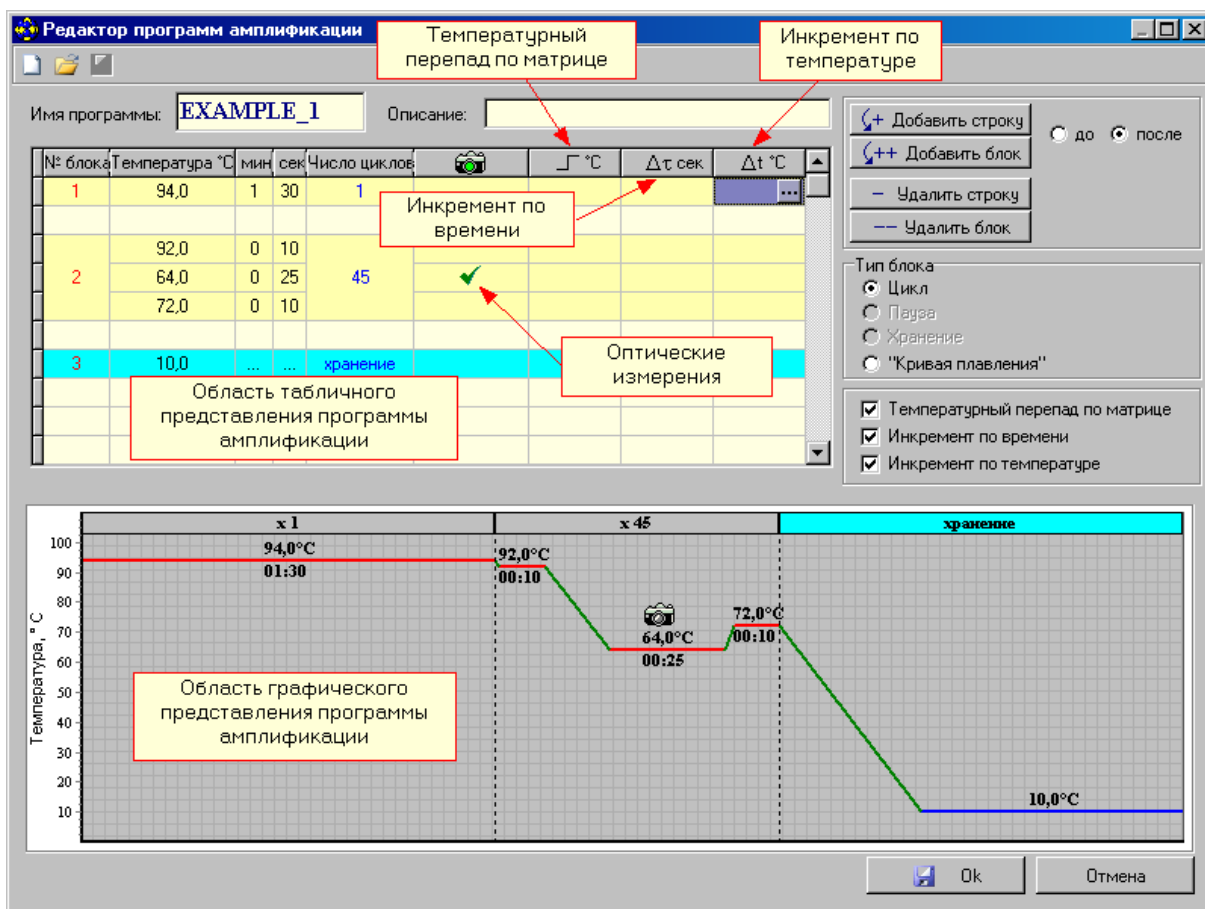 Редактор программ амплификации
Температурный
перепад по матрице
Инкремент по
температуре
Имя программы: EXAMPLE_1 Описание:
№ блока Температура °C мин сек Число циклов °C Δτ сек Δt °C
1 94,0 1 30 1 ...
Инкремент по
времени
92,0 0 10
2 64,0 0 25 45
72,0 0 10
3 10,0 ... ... хранение
Оптические
измерения
Область табличного
представления программы
амплификации
+ Добавить строку
++ Добавить блок
до после
− Удалить строку
−− Удалить блок
Тип блока
Цикл
Пауза
Хранение
"Кривая плавления"
Температурный перепад по матрице
Инкремент по времени
Инкремент по температуре
x 1 x 45 хранение
Температура, °C
100
90
80
70
60
50
40
30
20
10
94,0°C
01:30
92,0°C
00:10
64,0°C
00:25
72,0°C
00:10
10,0°C
Область графического
представления программы
амплификации
Ok Отмена